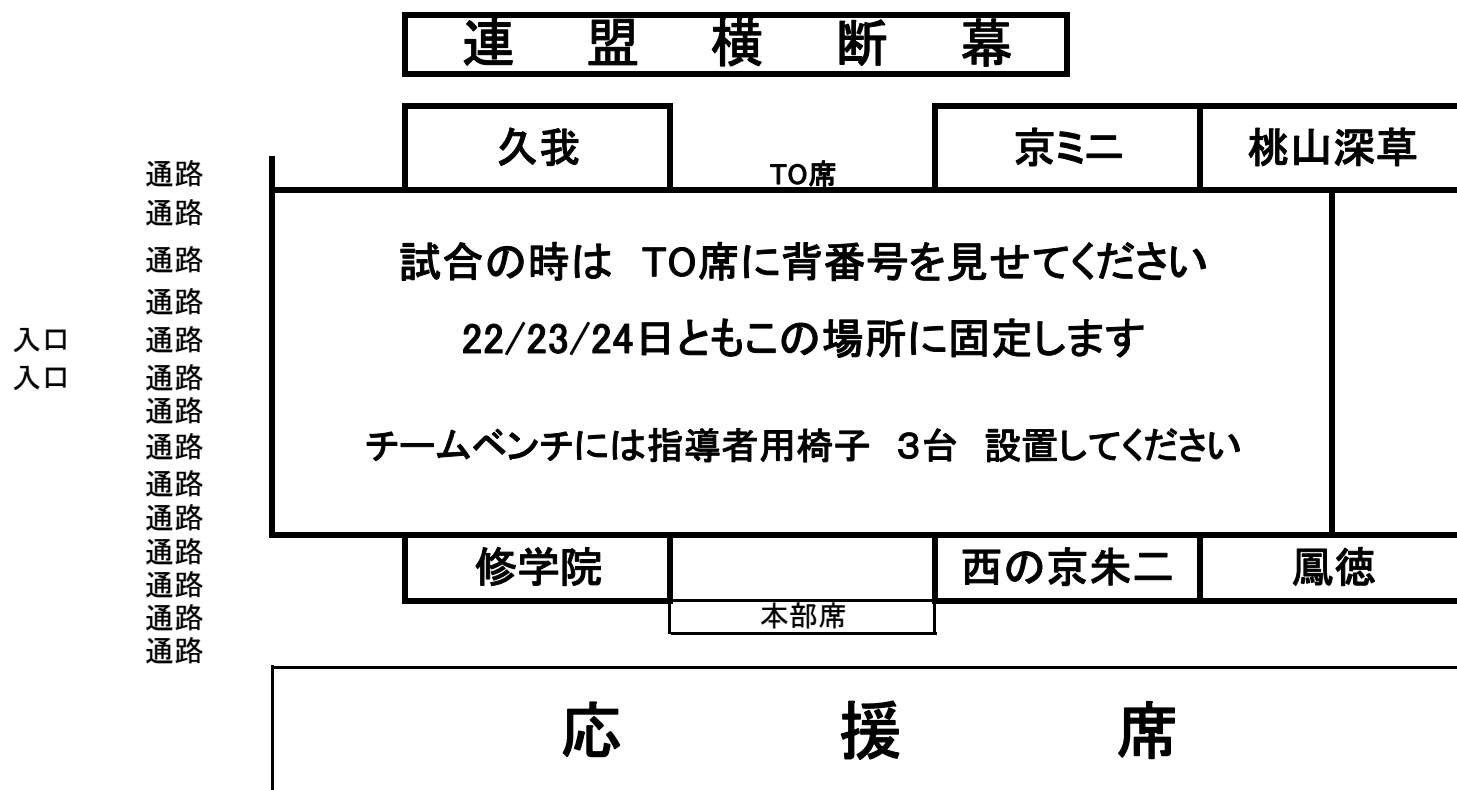 連盟横断幕
久我
京ミニ
桃山深草
通路
TO席
通路
試合の時は　TO席に背番号を見せてください
通路
通路
22/23/24日ともこの場所に固定します
入口
通路
入口
通路
通路
チームベンチには指導者用椅子　３台　設置してください
通路
通路
通路
修学院
西の京朱二
鳳徳
通路
通路
本部席
通路
通路
応援席